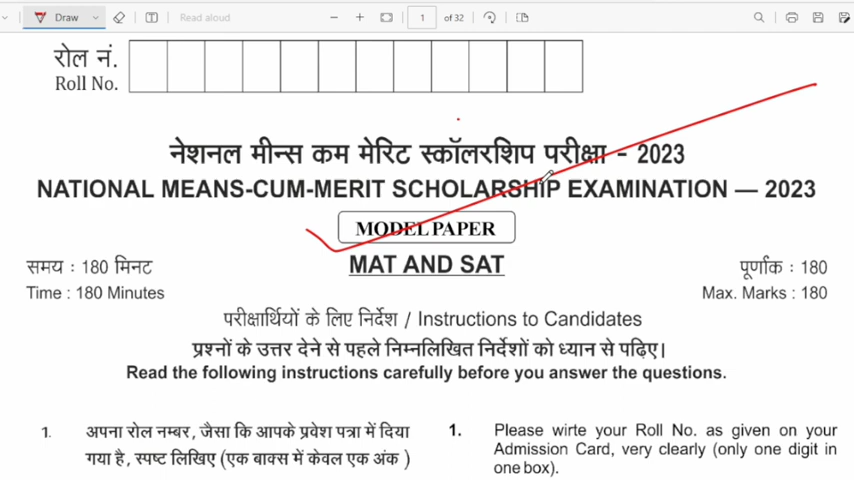 Draw
Read aloud
1 of 32
रोल नं.
Roll No.
नेशनल मीन्स कम मेरिट स्कॉलरशिप परीक्षा - 2023
NATIONAL MEANS-CUM-MERIT SCHOLARSHIP EXAMINATION — 2023
MODEL PAPER
समय : 180 मिनट
MAT AND SAT
पूर्णांक : 180
Time : 180 Minutes
Max. Marks : 180
परीक्षार्थियों के लिए निर्देश / Instructions to Candidates
प्रश्नों के उत्तर देने से पहले निम्नलिखित निर्देशों को ध्यान से पढ़िए।
Read the following instructions carefully before you answer the questions.
1. अपना रोल नम्बर, जैसा कि आपके प्रवेश पत्रा में दिया
गया है, स्पष्ट लिखिए (एक बाक्स में केवल एक अंक )
1. Please wirte your Roll No. as given on your
Admission Card, very clearly (only one digit in
one box).